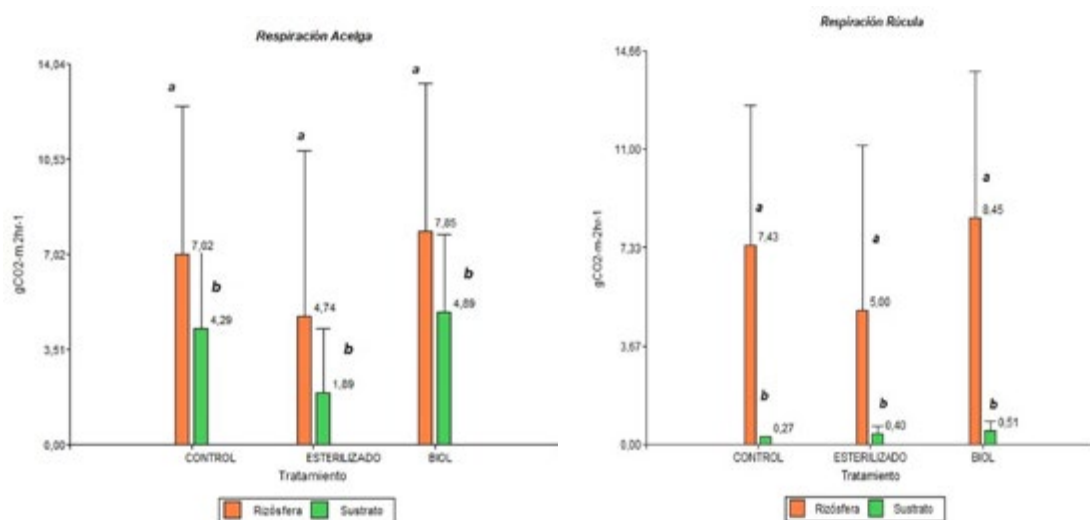 Respiración Acelga
14,04
10,53
7,02
3,51
0,00
gCO2-m.2hr-1
a
a
a
7,02
4,74
7,85
b
b
b
4,29
1,89
4,89
CONTROL
ESTERILIZADO
BIOL
Tratamiento
Rizósfera
Sustrato
Respiración Rúcula
14,66
11,00
7,33
3,67
0,00
gCO2-m-2hr-1
a
a
a
7,43
5,00
8,45
b
b
b
0,27
0,40
0,51
CONTROL
ESTERILIZADO
BIOL
Tratamiento
Rizósfera
Sustrato